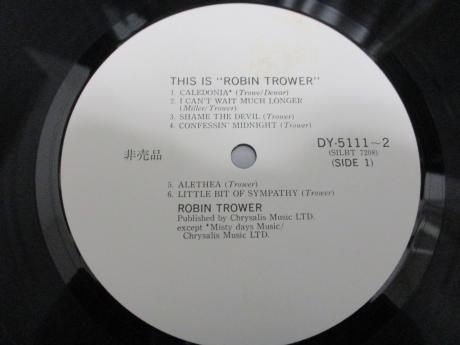 THIS IS "ROBIN TROWER"
1. CALEDONIA* (Trowe/Dewar)
2. I CAN'T WAIT MUCH LONGER
(Miller/Trower)
3. SHAME THE DEVIL (Trower)
4. CONFESSIN' MIDNIGHT (Trower)
非売品
DY-5111~2
(SILBT 7208)
(SIDE 1)
5. ALETHEA (Trower)
6. LITTLE BIT OF SYMPATHY (Trower)
ROBIN TROWER
Published by Chrysalis Music LTD.
except *Misty days Music/
Chrysalis Music LTD.